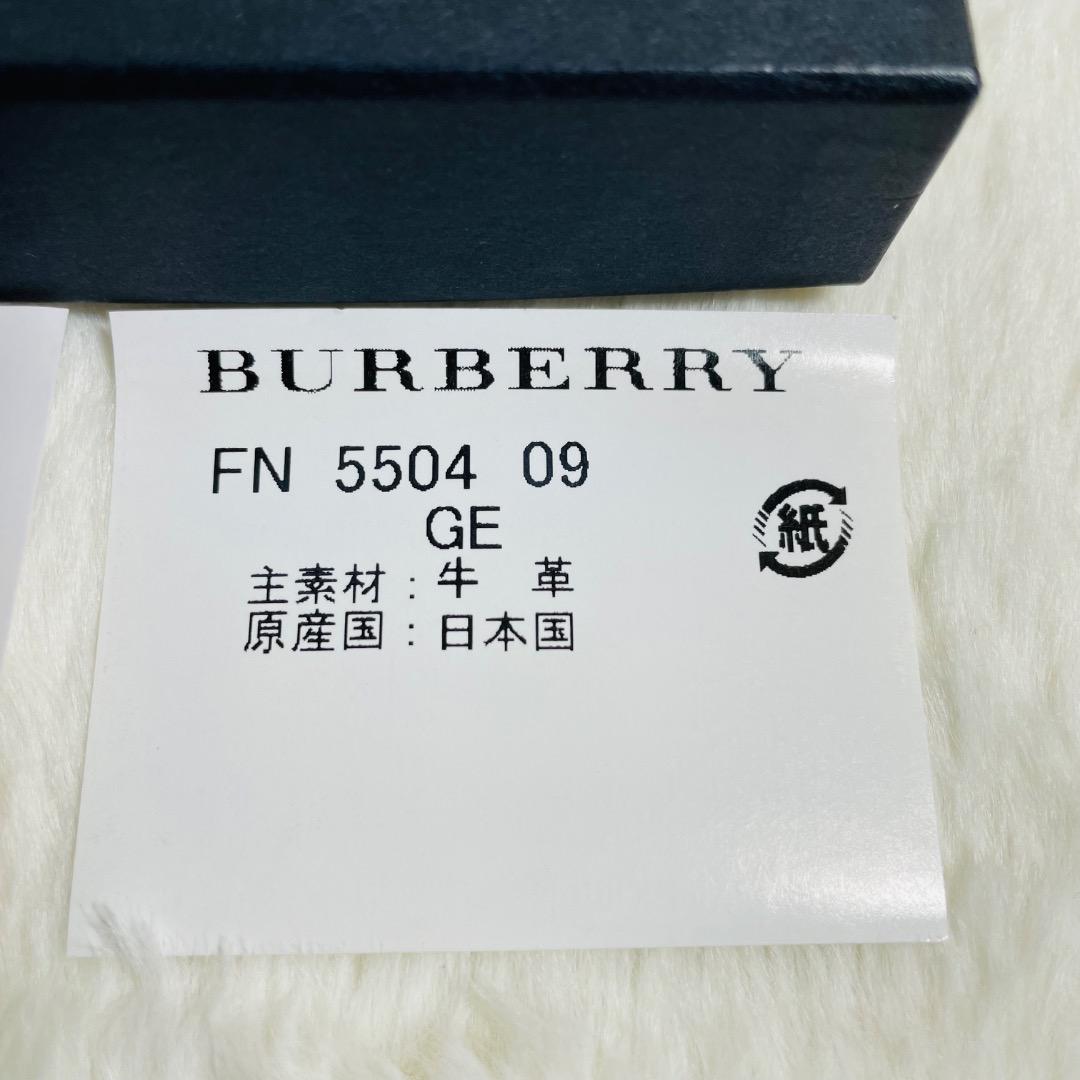 BURBERRY
FN 5504 09
GE
主素材：牛 革
原産国：日本国
紙